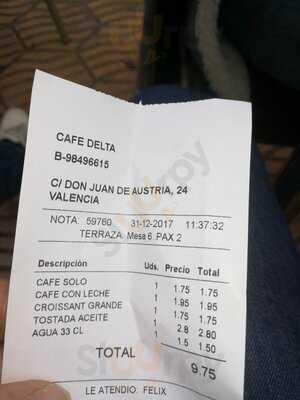 CAFE DELTA
B-98496615
C/ DON JUAN DE AUSTRIA, 24
VALENCIA
NOTA: 59760 31-12-2017 11:37:32
TERRAZA Mesa 6 PAX 2
Descripción Uds. Precio Total
CAFE SOLO 1 1.75 1.75
CAFE CON LECHE 1 1.95 1.95
CROISSANT GRANDE 1 1.75 1.75
TOSTADA ACEITE 1 2.8 2.80
AGUA 33 CL 1 1.5 1.50
TOTAL 9.75
LE ATENDIO: FELIX